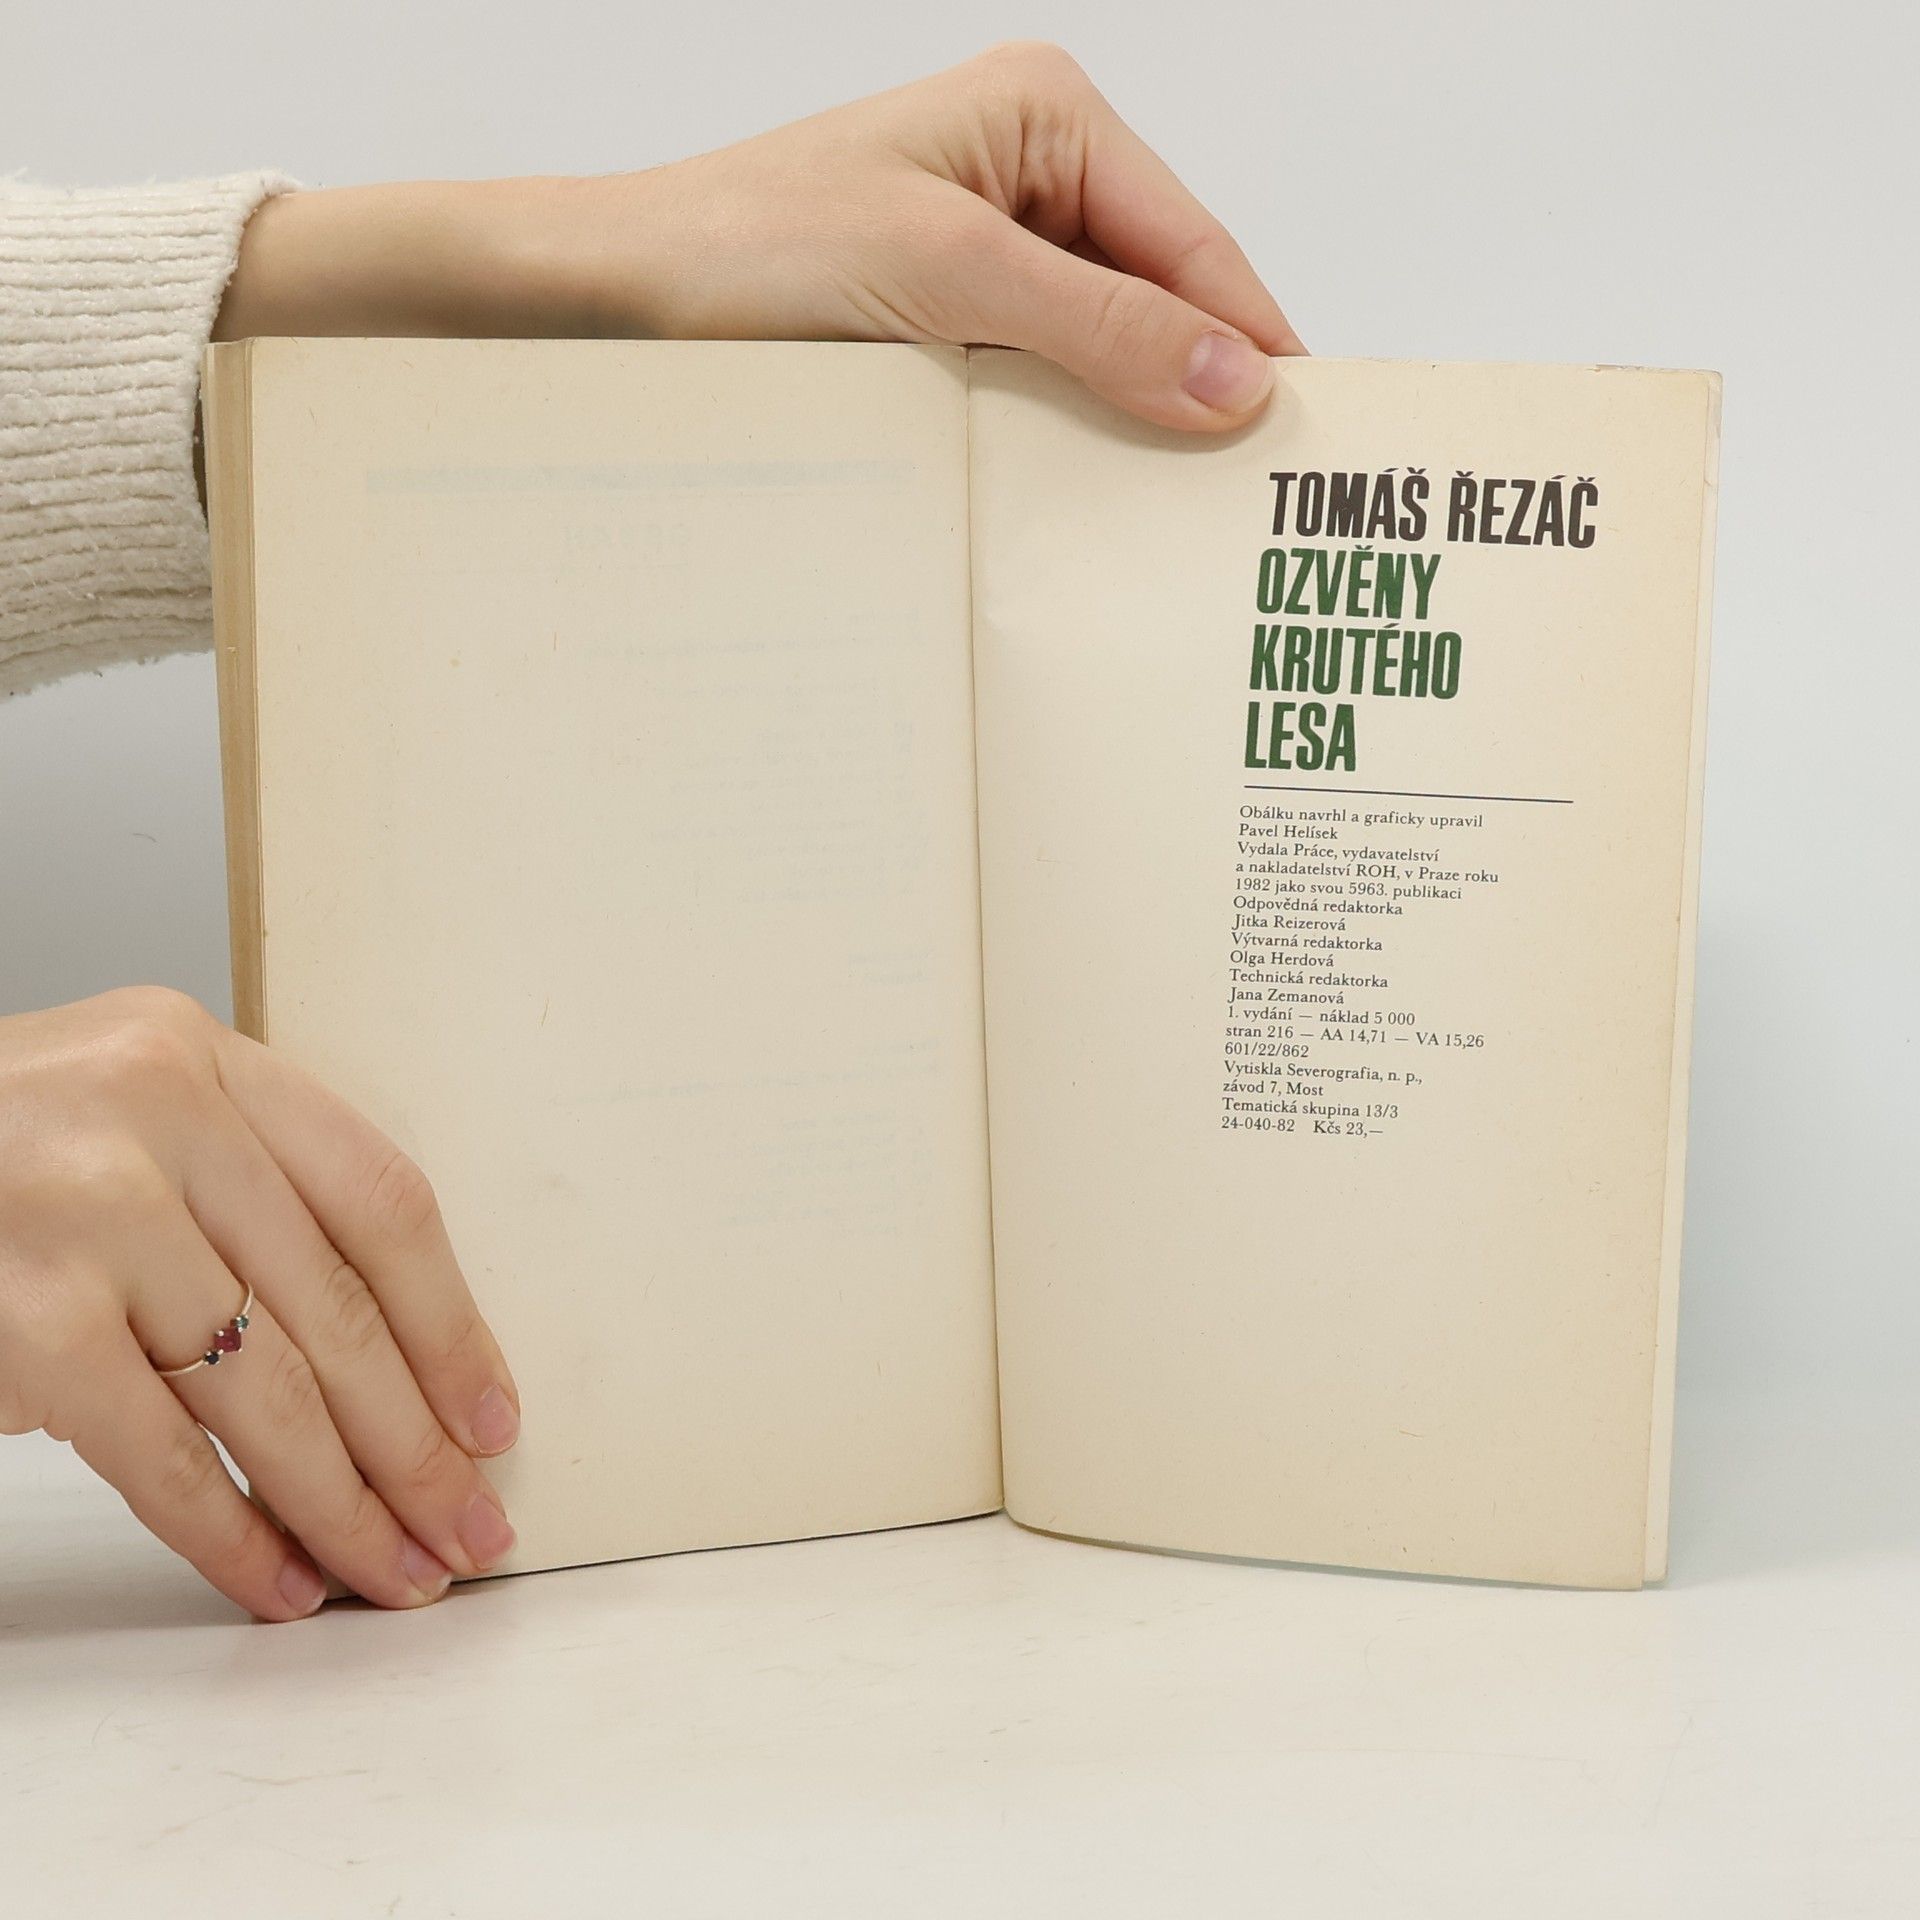 TOMÁŠ ŘEZÁČ
OZVĚNY
KRUTÉHO
LESA
Obálku navrhl a graficky upravil
Pavel Helísek
Vydala Práce, vydavatelství
a nakladatelství ROH, v Praze roku
1982 jako svou 5963. publikaci
Odpovědná redaktorka
Jitka Reizerová
Výtvarná redaktorka
Olga Herdová
Technická redaktorka
Jana Zemanová
1. vydání — náklad 5 000
stran 216 — AA 14,71 — VA 15,26
601/22/862
Vytiskla Severografia, n. p.,
závod 7, Most
Tematická skupina 13/3
24-040-82 Kčs 23,—